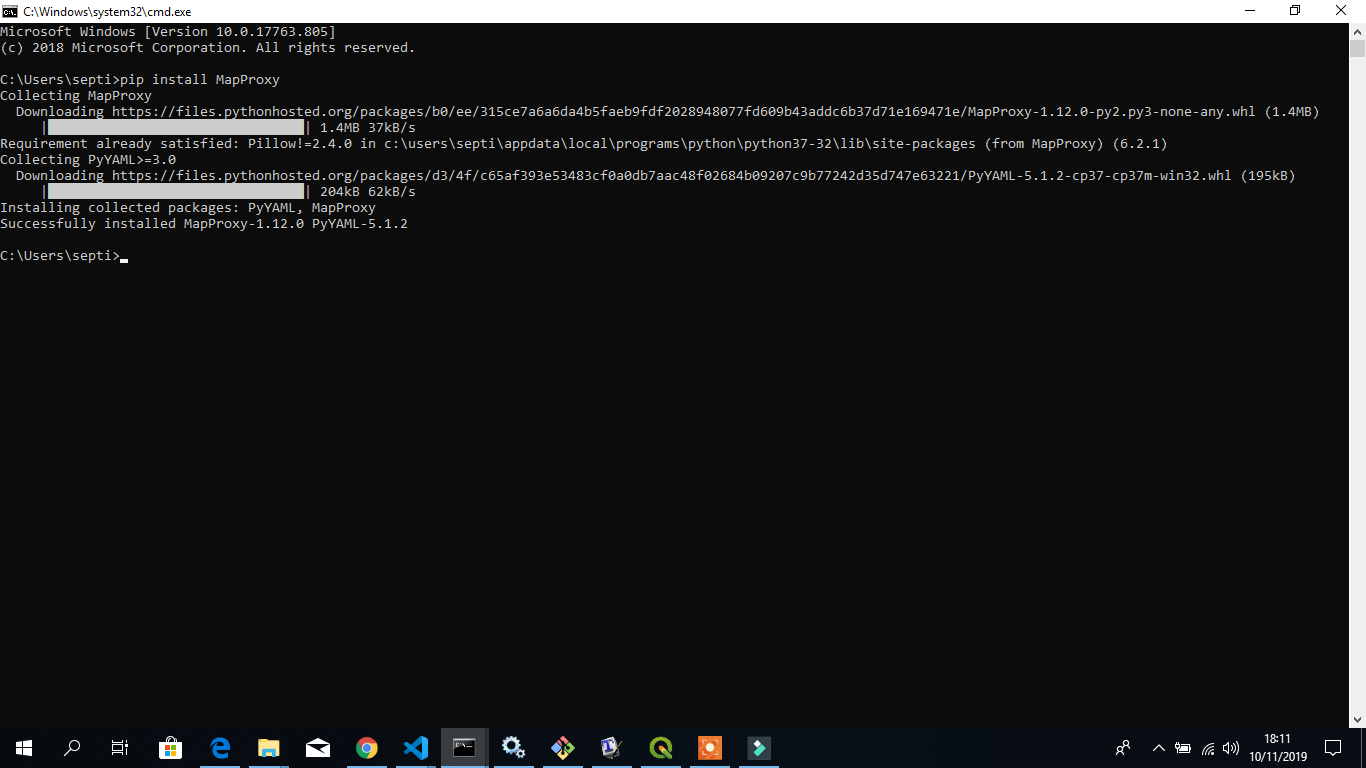 C:\Windows\system32\cmd.exe
Microsoft Windows [Version 10.0.17763.805]
(c) 2018 Microsoft Corporation. All rights reserved.
C:\Users\septi>pip install MapProxy
Collecting MapProxy
  Downloading https://files.pythonhosted.org/packages/b0/ee/315ce7a6a6da4b5faeb9fdf2028948077fd609b43addc6b37d71e169471e/MapProxy-1.12.0-py2.py3-none-any.whl (1.4MB)
     |████████████████████████████████| 1.4MB 37kB/s
Requirement already satisfied: Pillow!=2.4.0 in c:\users\septi\appdata\local\programs\python\python37-32\lib\site-packages (from MapProxy) (6.2.1)
Collecting PyYAML>=3.0
  Downloading https://files.pythonhosted.org/packages/d3/4f/c65af393e53483cf0a0db7aac48f02684b09207c9b77242d35d747e63221/PyYAML-5.1.2-cp37-cp37m-win32.whl (195kB)
     |████████████████████████████████| 204kB 62kB/s
Installing collected packages: PyYAML, MapProxy
Successfully installed MapProxy-1.12.0 PyYAML-5.1.2
C:\Users\septi>
18:11
10/11/2019